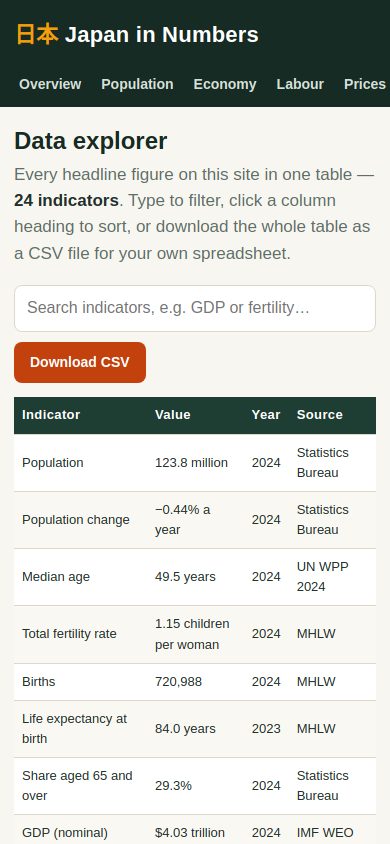 日本 Japan in Numbers
Overview Population Economy Labour Prices
Data explorer
Every headline figure on this site in one table —
24 indicators. Type to filter, click a column
heading to sort, or download the whole table as
a CSV file for your own spreadsheet.
Search indicators, e.g. GDP or fertility…
Download CSV
Indicator Value Year Source
Population 123.8 million 2024 Statistics Bureau
Population change −0.44% a year 2024 Statistics Bureau
Median age 49.5 years 2024 UN WPP 2024
Total fertility rate 1.15 children per woman 2024 MHLW
Births 720,988 2024 MHLW
Life expectancy at birth 84.0 years 2023 MHLW
Share aged 65 and over 29.3% 2024 Statistics Bureau
GDP (nominal) $4.03 trillion 2024 IMF WEO